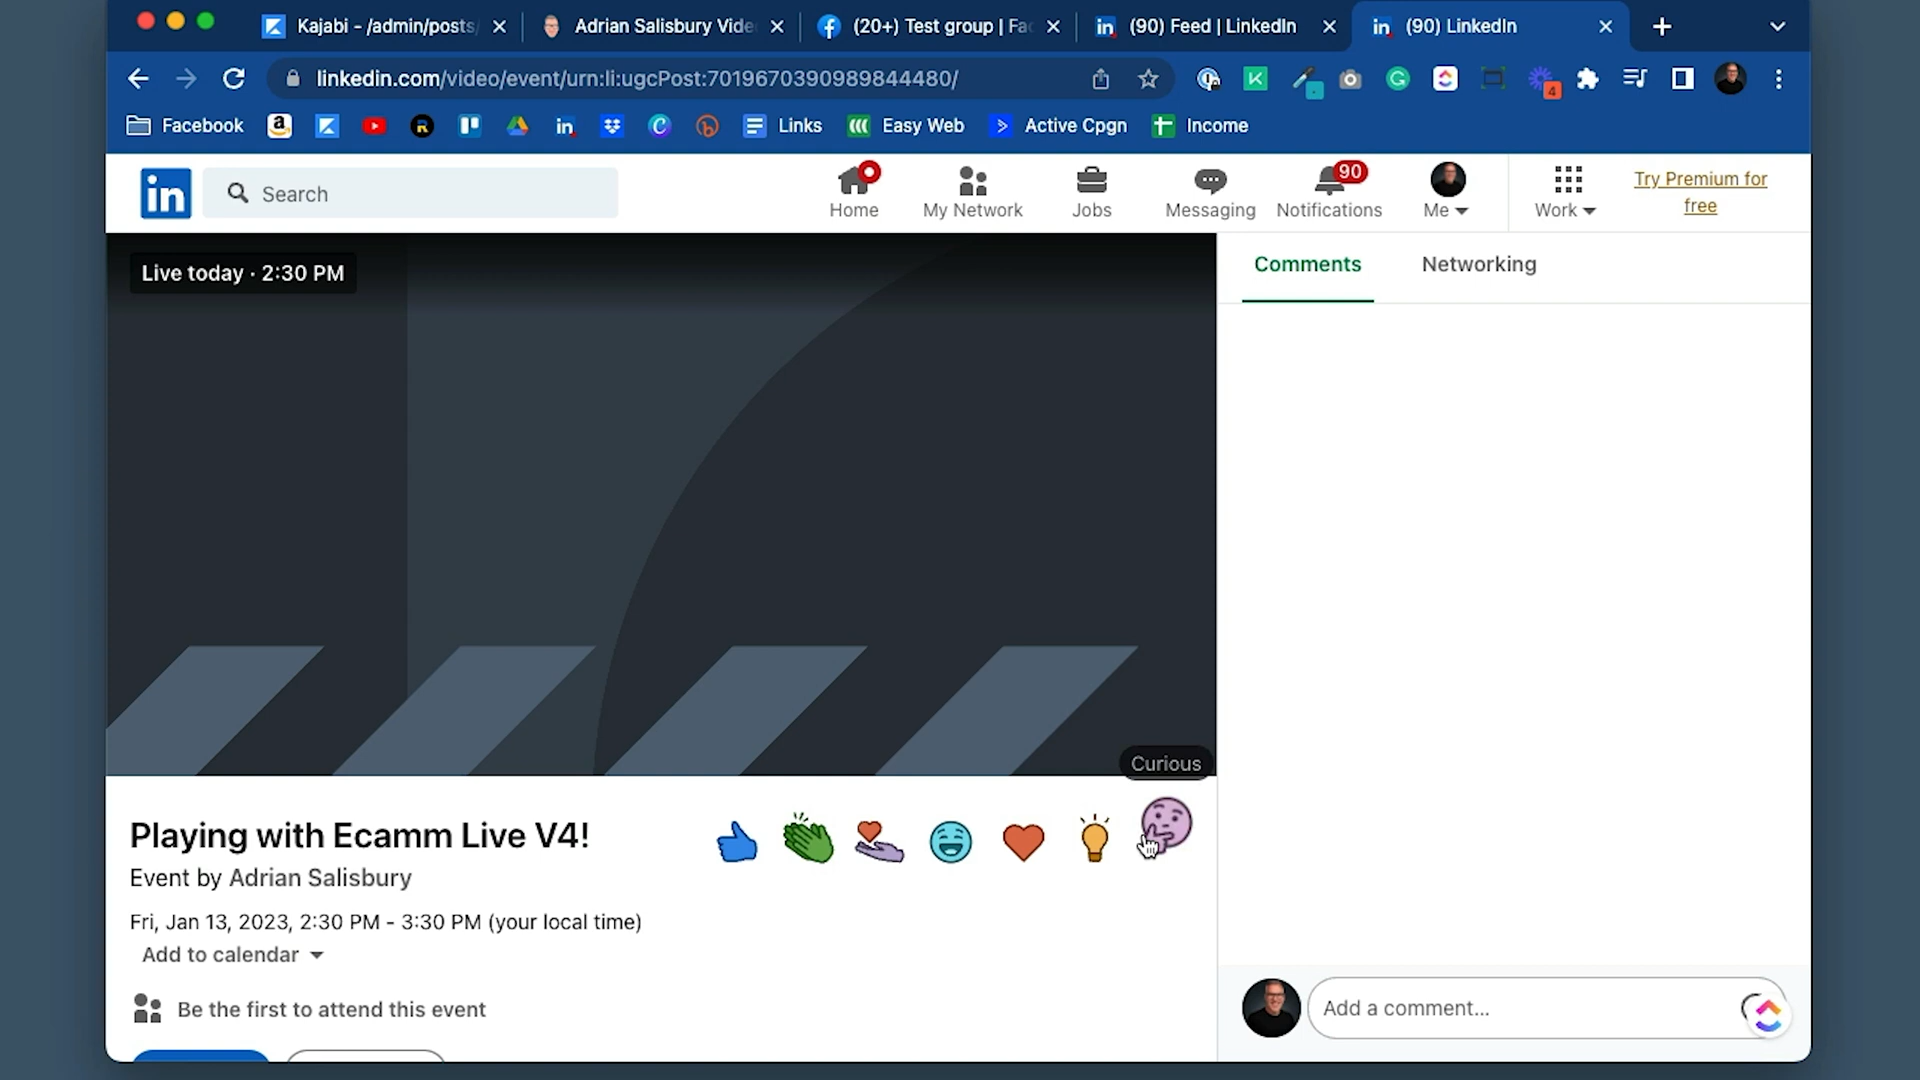 Kajabi - /admin/posts/
Adrian Salisbury Vide
(20+) Test group | Fac
(90) Feed | LinkedIn
(90) LinkedIn
linkedin.com/video/event/urn:li:ugcPost:7019670390989844480/
4
Facebook
Links
Easy Web
Active Cpgn
Income
in
Search
Home
My Network
Jobs
Messaging
90
Notifications
Me
Work
Try Premium for
free
Live today · 2:30 PM
Comments
Networking
Curious
Playing with Ecamm Live V4!
Event by Adrian Salisbury
Fri, Jan 13, 2023, 2:30 PM - 3:30 PM (your local time)
Add to calendar
Be the first to attend this event
Add a comment...